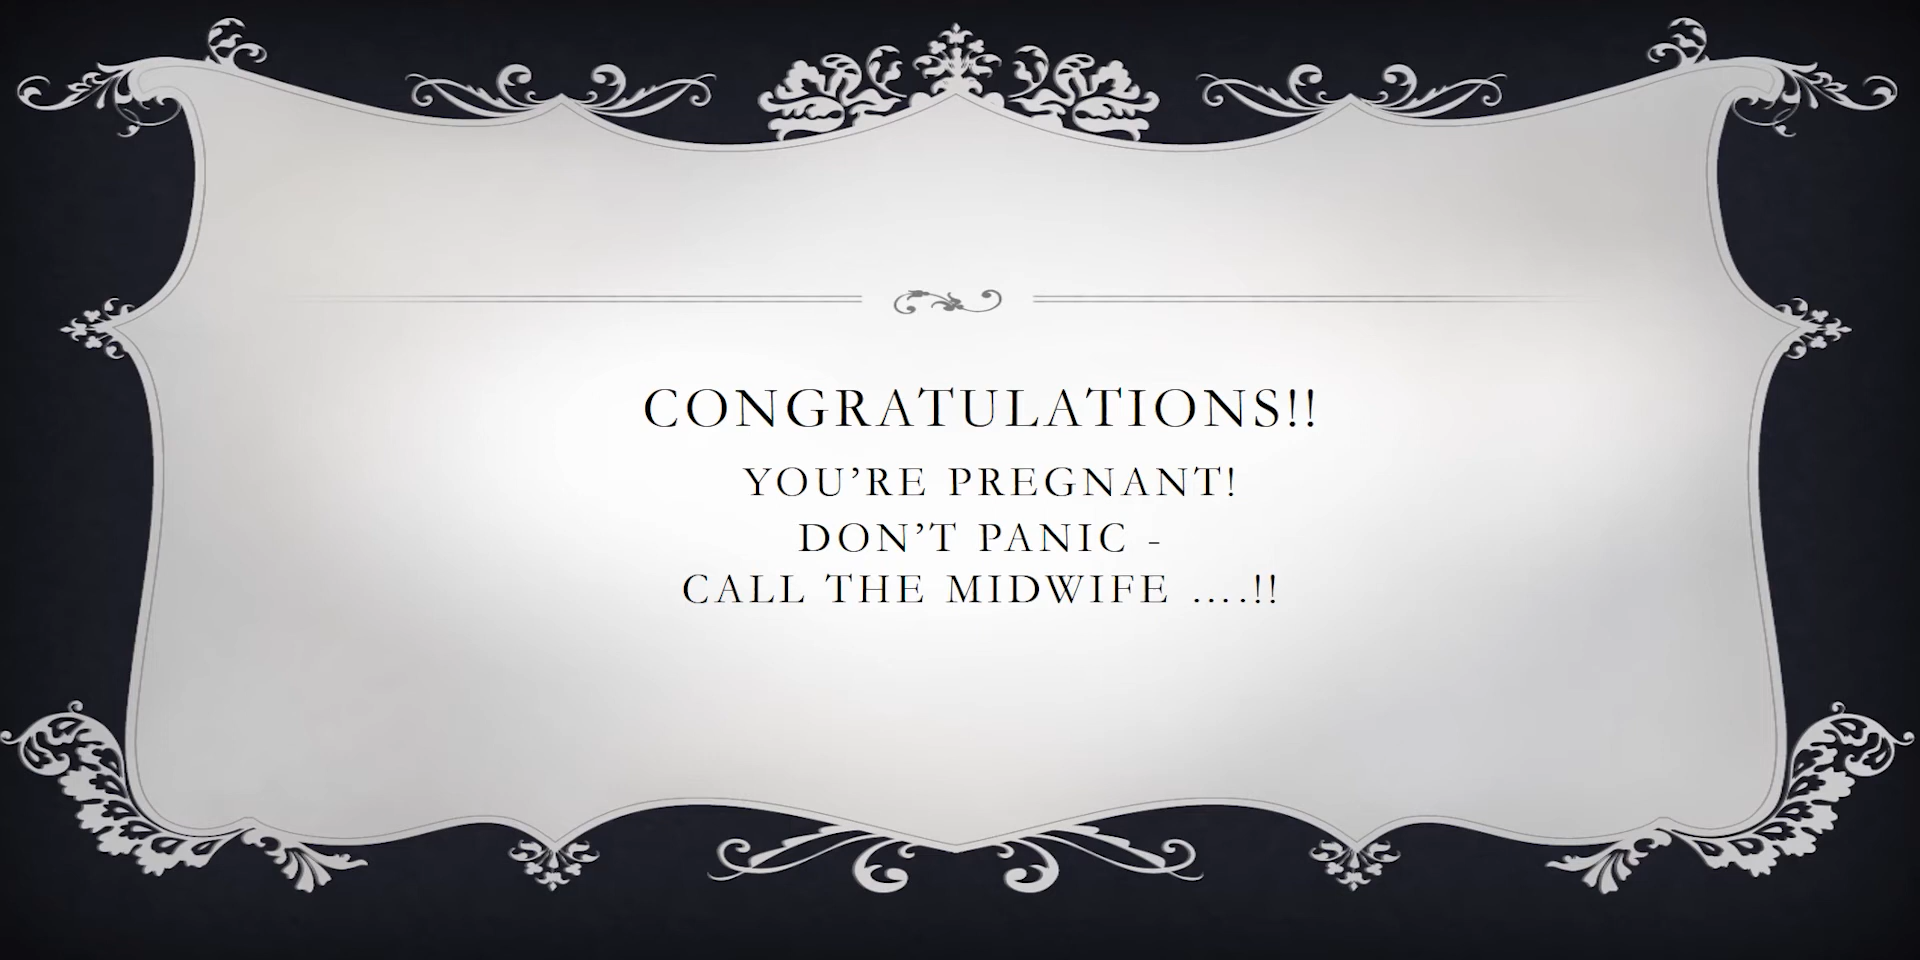 CONGRATULATIONS!!
YOU’RE PREGNANT!
DON’T PANIC -
CALL THE MIDWIFE ....!!